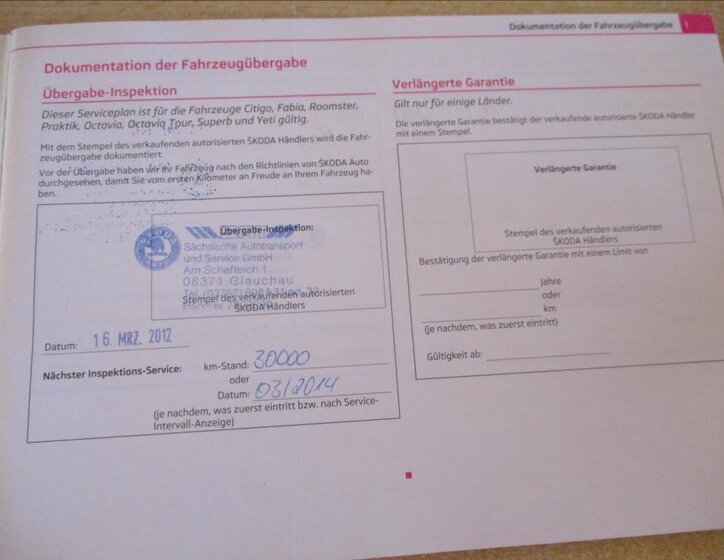 Dokumentation der Fahrzeugübergabe 1
Dokumentation der Fahrzeugübergabe
Übergabe-Inspektion
Dieser Serviceplan ist für die Fahrzeuge Citigo, Fabia, Roomster,
Praktik, Octavia, Octavia Tour, Superb und Yeti gültig.
Mit dem Stempel des verkaufenden autorisierten ŠKODA Händlers wird die Fahr-
zeugübergabe dokumentiert.
Vor der Übergabe haben wir Ihr Fahrzeug nach den Richtlinien von ŠKODA Auto
durchgesehen, damit Sie vom ersten Kilometer an Freude an Ihrem Fahrzeug ha-
ben.
Übergabe-Inspektion:
SKODA
Sächsische Autotransport
und Service GmbH
Am Schafteich 1
08371 Glauchau
Stempel des verkaufenden autorisierten
ŠKODA Händlers
Datum: 16. MRZ. 2012
Nächster Inspektions-Service: km-Stand: 30000
oder
Datum: 03/2014
(je nachdem, was zuerst eintritt bzw. nach Service-
Intervall-Anzeige)
Verlängerte Garantie
Gilt nur für einige Länder.
Die verlängerte Garantie bestätigt der verkaufende autorisierte ŠKODA Händler
mit einem Stempel.
Verlängerte Garantie
Stempel des verkaufenden autorisierten
ŠKODA Händlers
Bestätigung der verlängerten Garantie mit einem Limit von
Jahre
oder
km
(je nachdem, was zuerst eintritt)
Gültigkeit ab: